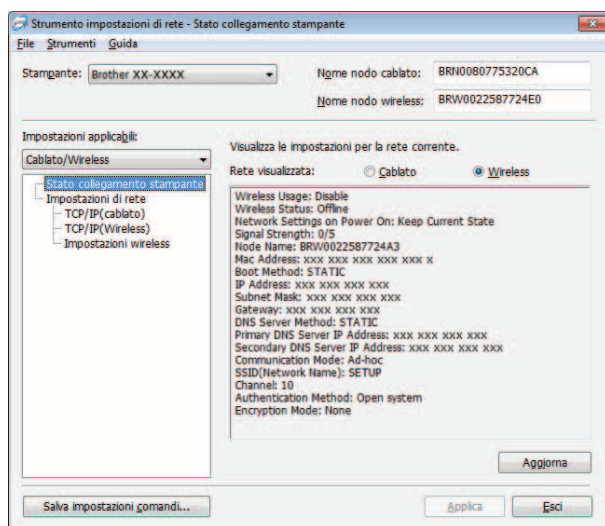 Strumento impostazioni di rete - Stato collegamento stampante
File Strumenti Guida
Stampante: Brother XX-XXXX
Nome nodo cablato: BRN0080775320CA
Nome nodo wireless: BRW0022587724E0
Impostazioni applicabili:
Cablato/Wireless
Stato collegamento stampante
Impostazioni di rete
TCP/IP(cablato)
TCP/IP(Wireless)
Impostazioni wireless
Visualizza le impostazioni per la rete corrente.
Rete visualizzata: Cablato Wireless
Wireless Usage: Disable
Wireless Status: Offline
Network Settings on Power On: Keep Current State
Signal Strength: 0/5
Node Name: BRW0022587724A3
Mac Address: xxx xxx xxx xxx xxx x
Boot Method: STATIC
IP Address: xxx xxx xxx xxx
Subnet Mask: xxx xxx xxx xxx
Gateway: xxx xxx xxx xxx
DNS Server Method: STATIC
Primary DNS Server IP Address: xxx xxx xxx xxx
Secondary DNS Server IP Address: xxx xxx xxx xxx
Communication Mode: Ad-hoc
SSID(Network Name): SETUP
Channel: 10
Authentication Method: Open system
Encryption Mode: None
Aggiorna
Salva impostazioni comandi...
Applica
Esci